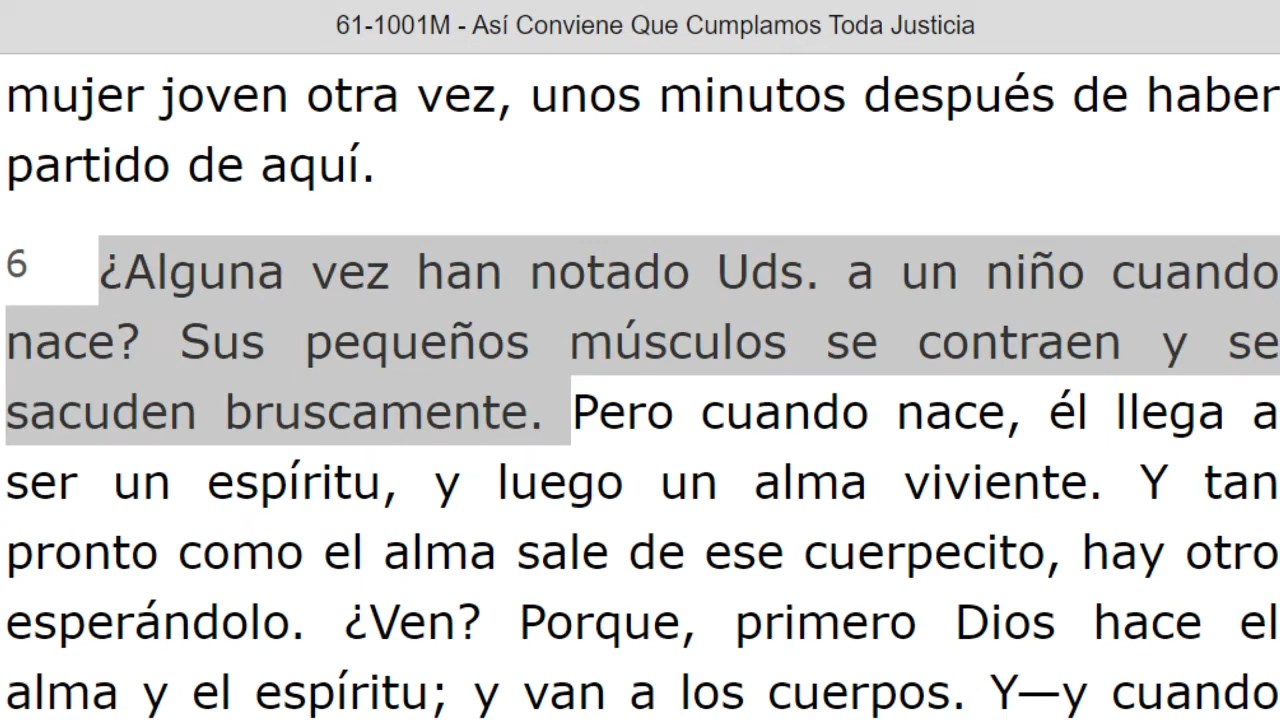 61-1001M - Así Conviene Que Cumplamos Toda Justicia
mujer joven otra vez, unos minutos después de haber
partido de aquí.
6 ¿Alguna vez han notado Uds. a un niño cuando
nace? Sus pequeños músculos se contraen y se
sacuden bruscamente. Pero cuando nace, él llega a
ser un espíritu, y luego un alma viviente. Y tan
pronto como el alma sale de ese cuerpecito, hay otro
esperándolo. ¿Ven? Porque, primero Dios hace el
alma y el espíritu; y van a los cuerpos. Y—y cuando